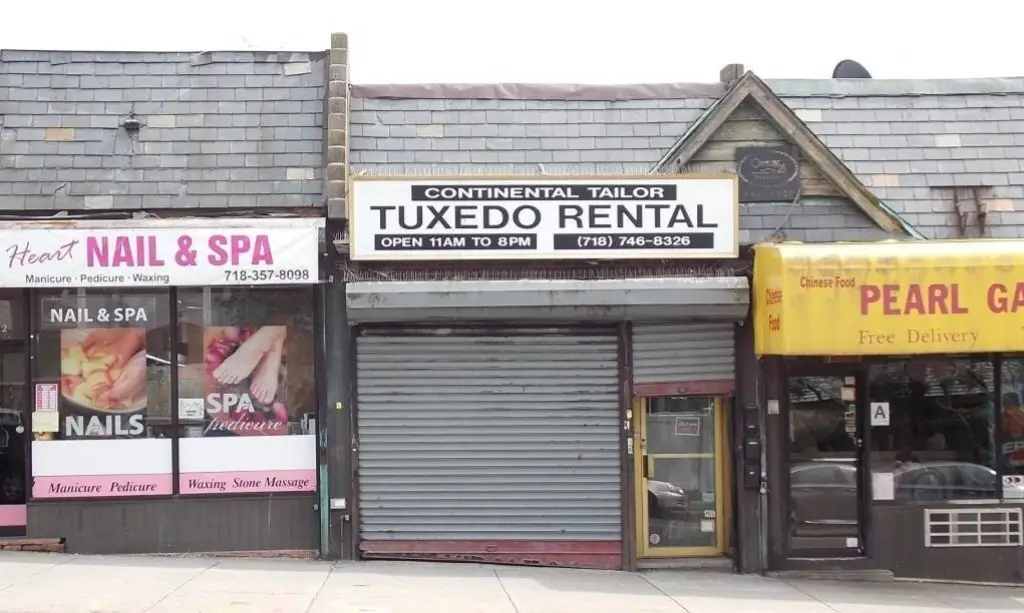 Heart NAIL & SPA
Manicure · Pedicure · Waxing 718-357-8098
NAIL & SPA
NAILS
SPA
pedicure
Manicure Pedicure
Waxing Stone Massage
CONTINENTAL TAILOR
TUXEDO RENTAL
OPEN 11AM TO 8PM (718) 746-8326
Chinese
Food
Chinese Food
PEARL GA
Free Delivery
A